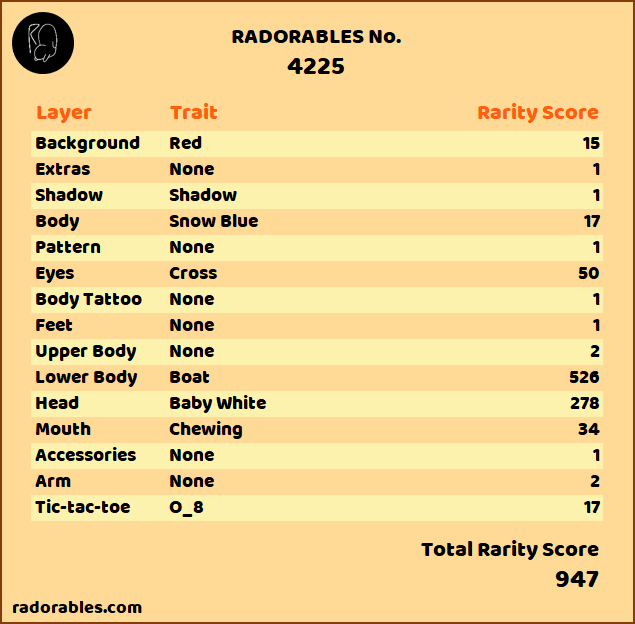 RADORABLES No.
4225
Layer Trait Rarity Score
Background Red 15
Extras None 1
Shadow Shadow 1
Body Snow Blue 17
Pattern None 1
Eyes Cross 50
Body Tattoo None 1
Feet None 1
Upper Body None 2
Lower Body Boat 526
Head Baby White 278
Mouth Chewing 34
Accessories None 1
Arm None 2
Tic-tac-toe O_8 17
Total Rarity Score
947
radorables.com